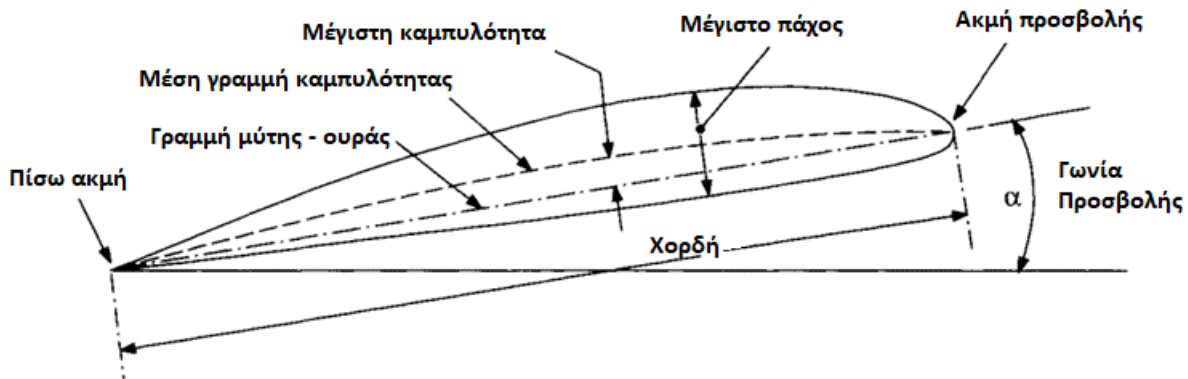 Ακμή προσβολής
Μέγιστη καμπυλότητα
Μέγιστο πάχος
Μέση γραμμή καμπυλότητας
Γραμμή μύτης - ουράς
Πίσω ακμή
Γωνία
Προσβολής
α
Χορδή